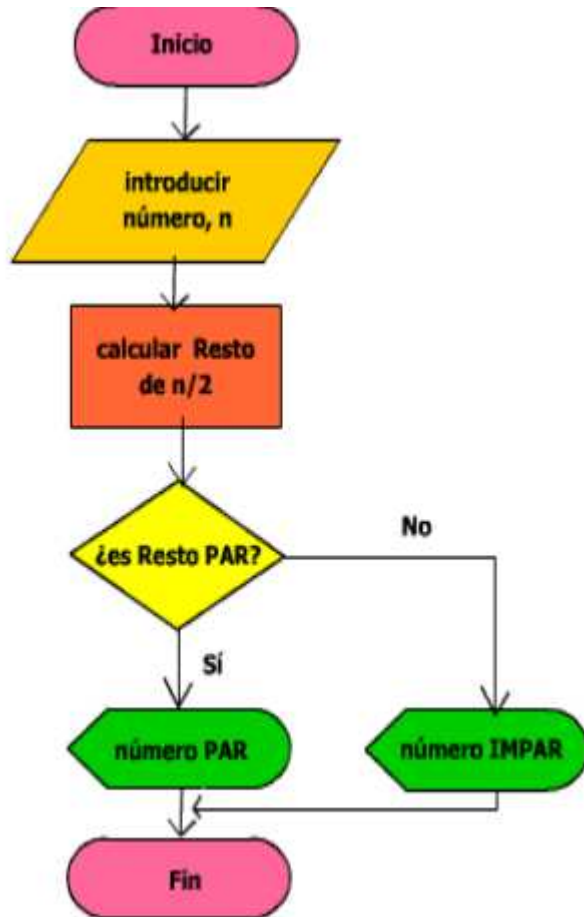 Inicio
introducir
número, n
calcular Resto
de n/2
¿es Resto PAR?
No
Sí
número PAR
número IMPAR
Fin